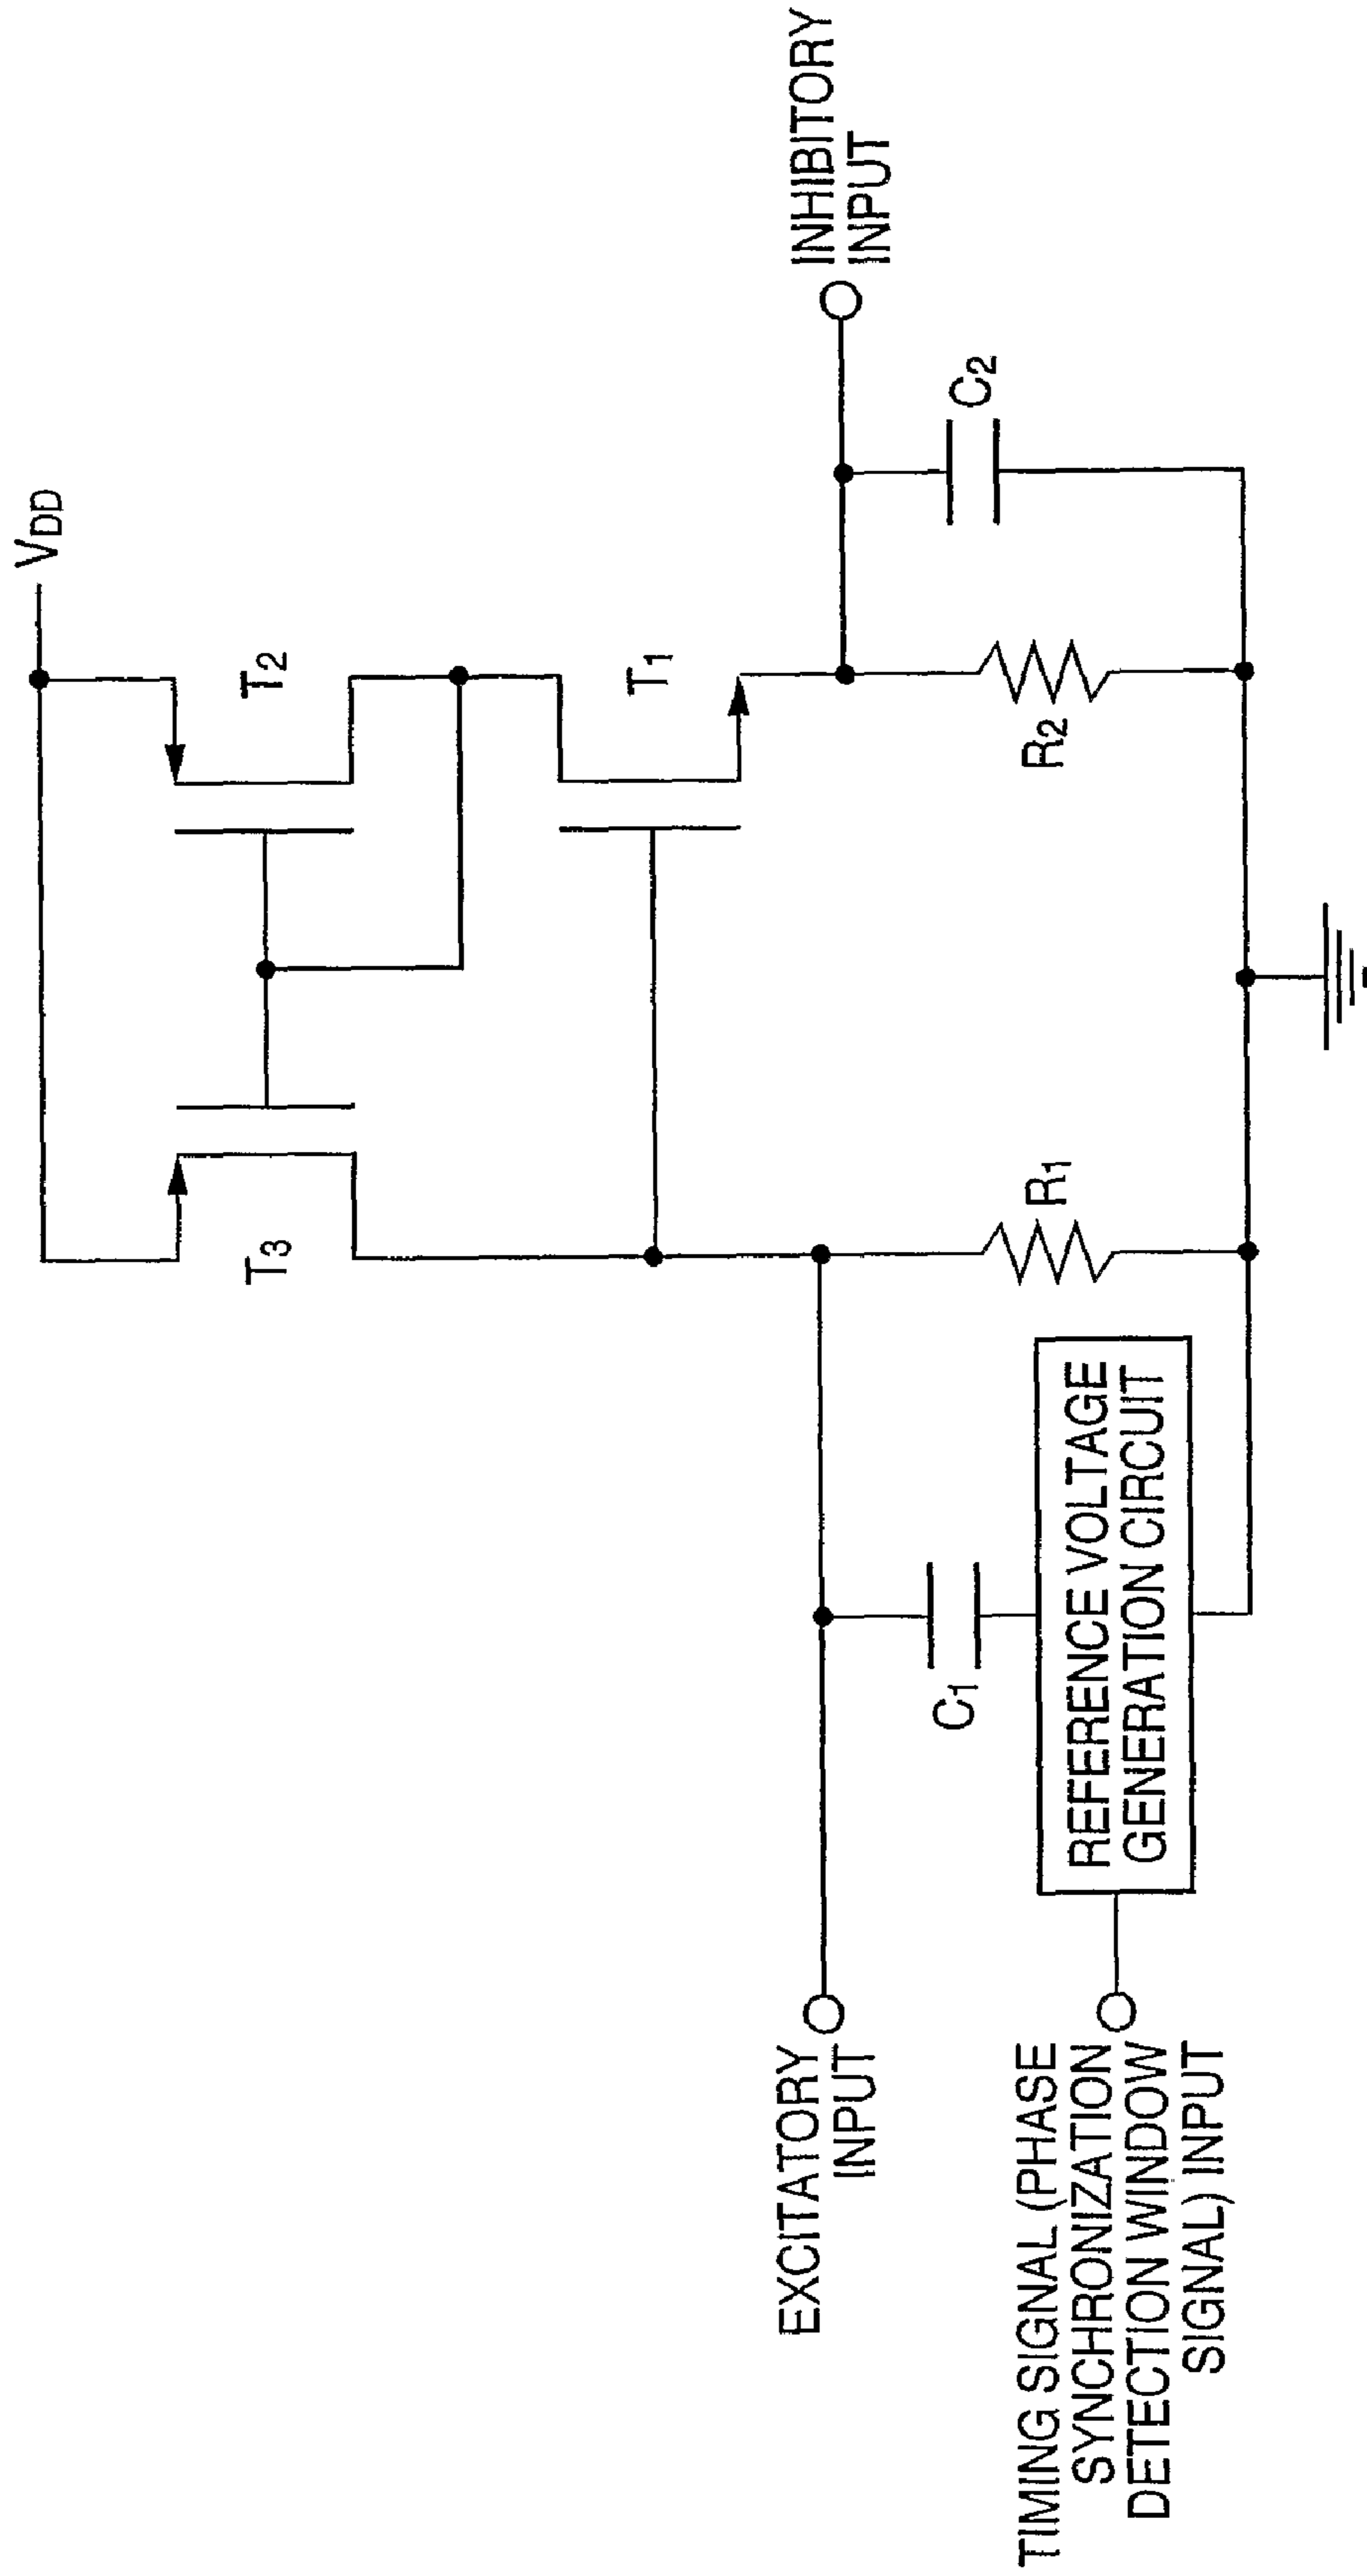 VDD
T3
T2
T1
EXCITATORY
INPUT
INHIBITORY
INPUT
C1
R1
R2
C2
REFERENCE VOLTAGE
GENERATION CIRCUIT
TIMING SIGNAL (PHASE
SYNCHRONIZATION
DETECTION WINDOW
SIGNAL) INPUT